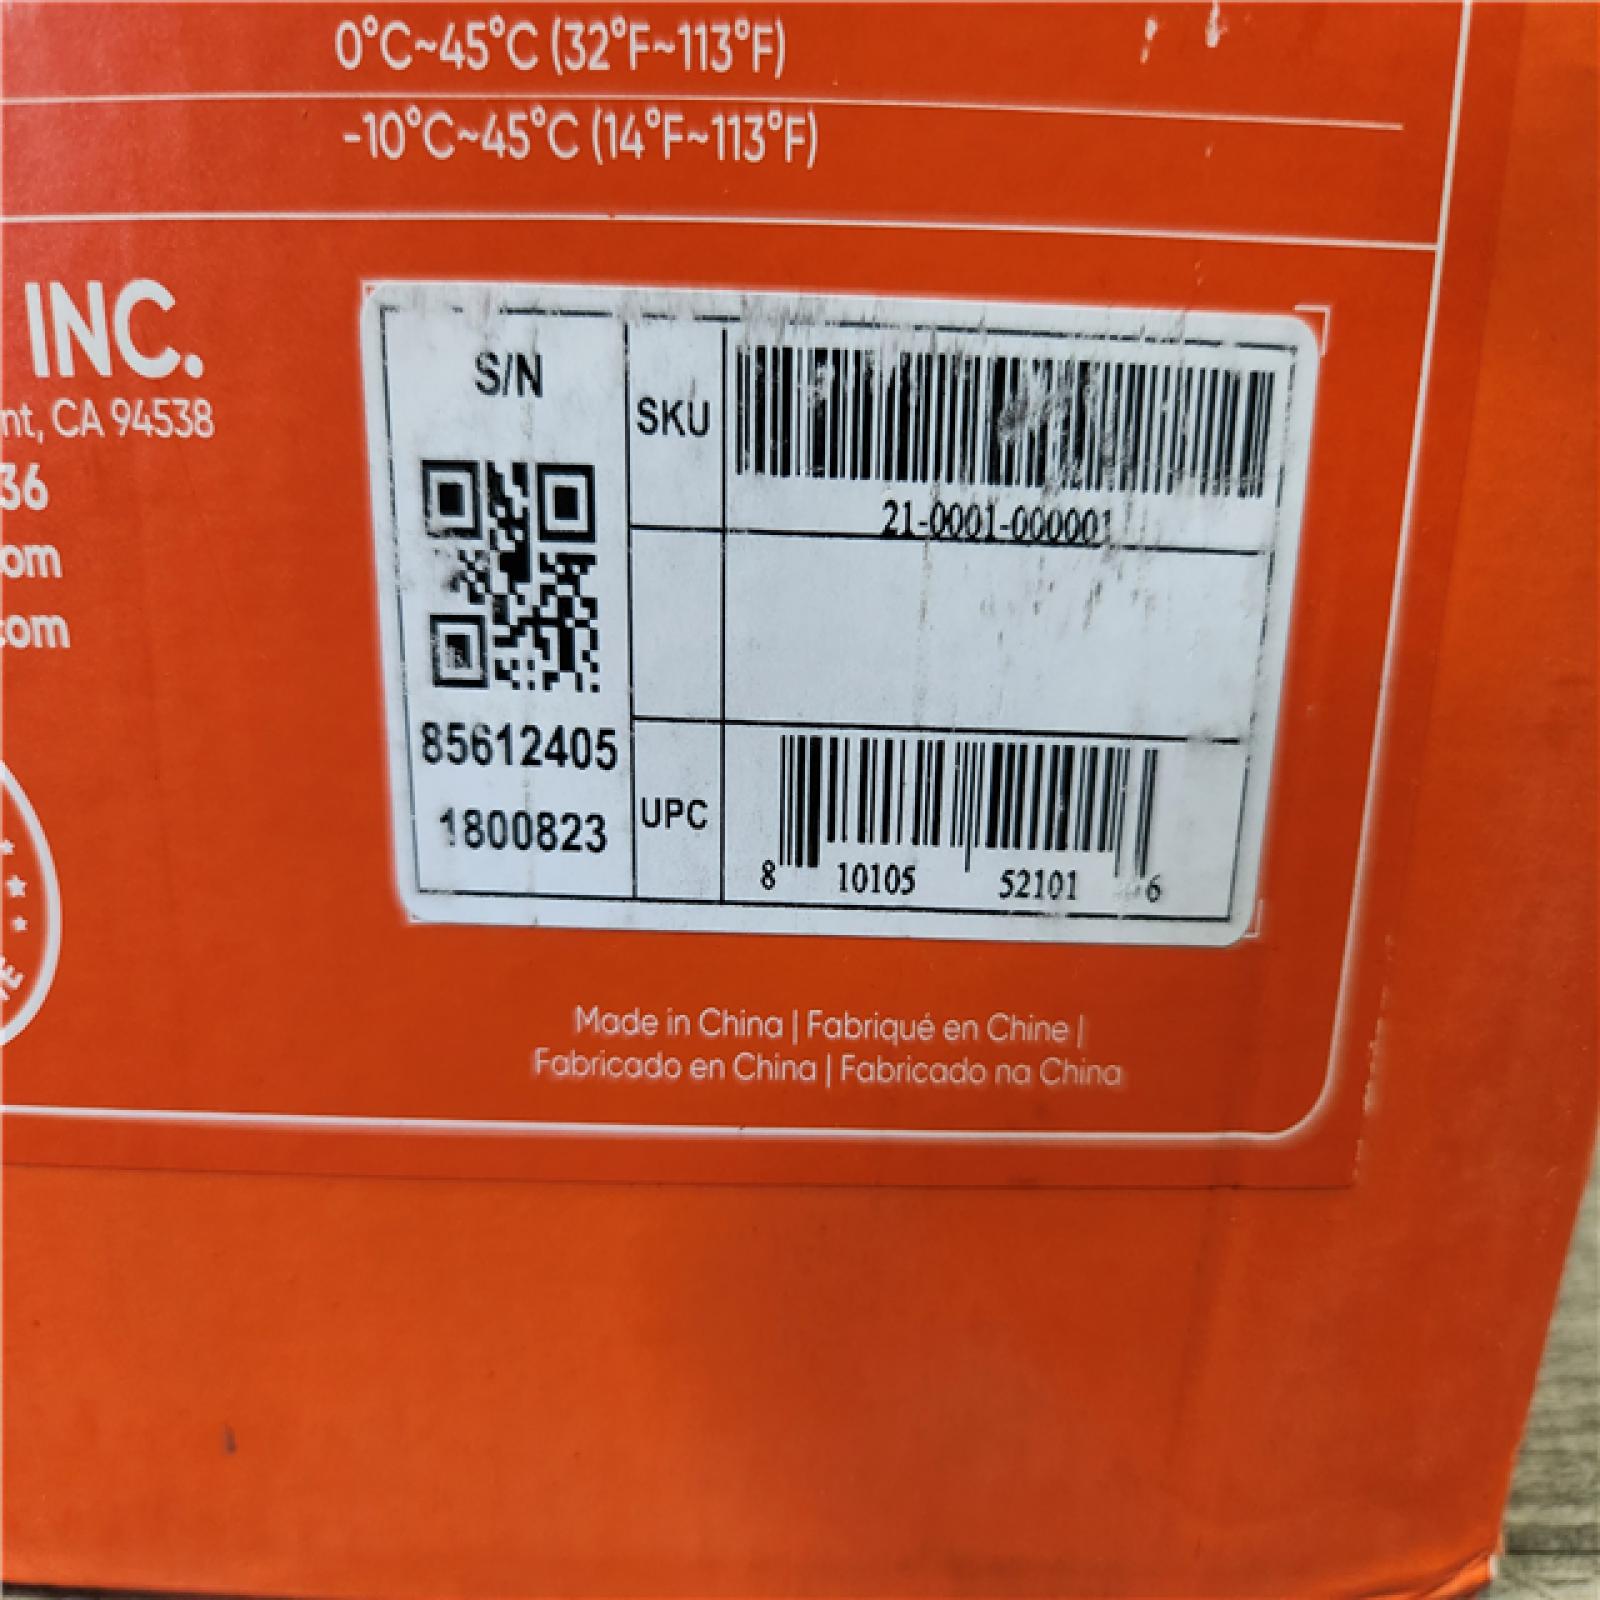 0°C~45°C (32°F~113°F)
-10°C~45°C (14°F~113°F)
INC.
nt, CA 94538
36
om
com
S/N
85612405
1800823
SKU
21-0001-000001
UPC
8 10105 52101 6
Made in China | Fabriqué en Chine |
Fabricado en China | Fabricado na China